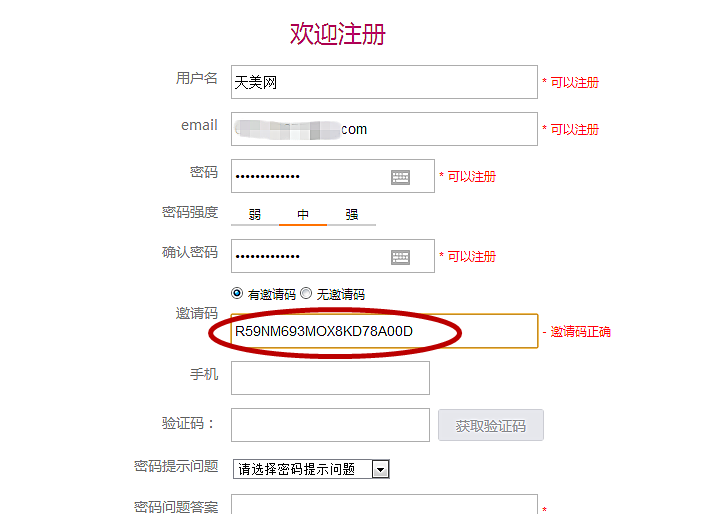 欢迎注册
用户名 天美网 * 可以注册
email com * 可以注册
密码 ••••••••••••• * 可以注册
密码强度 弱 中 强
确认密码 ••••••••••••• * 可以注册
有邀请码 无邀请码
邀请码 R59NM693MOX8KD78A00D - 邀请码正确
手机
验证码： 获取验证码
密码提示问题 请选择密码提示问题
密码问题答案 *